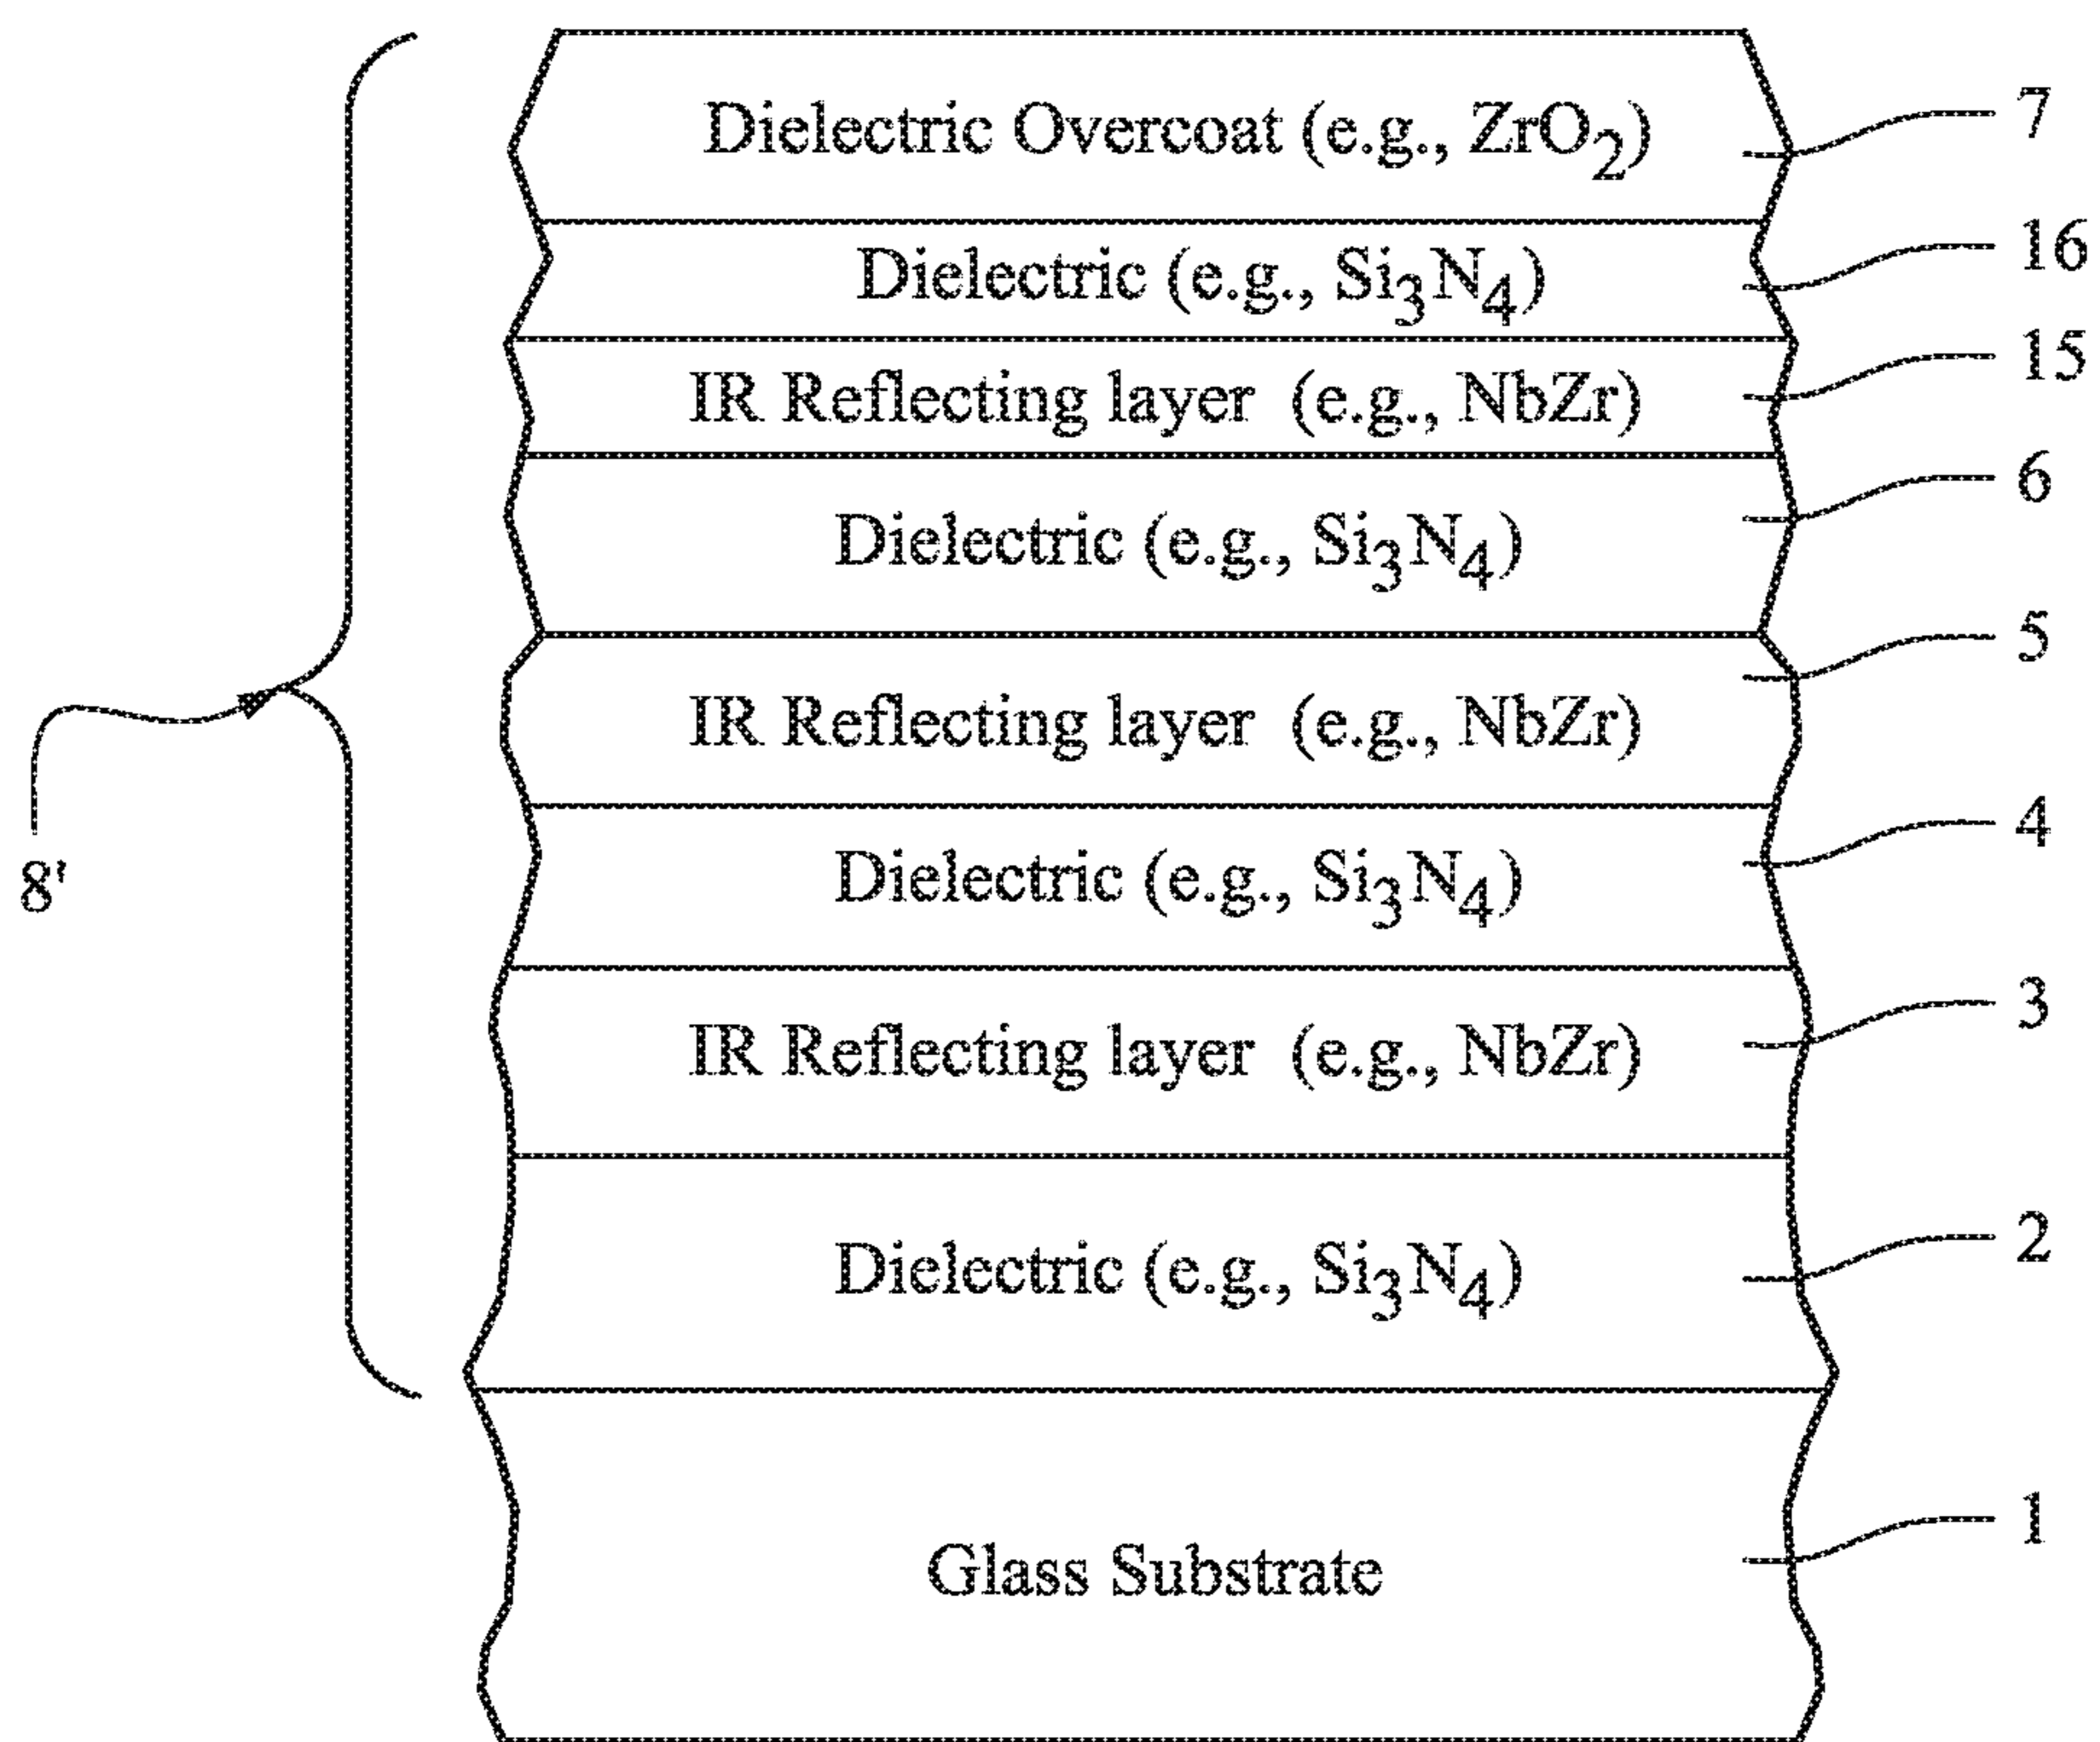 Dielectric Overcoat (e.g., ZrO₂) 7
Dielectric (e.g., Si₃N₄) 16
IR Reflecting layer (e.g., NbZr) 15
Dielectric (e.g., Si₃N₄) 6
IR Reflecting layer (e.g., NbZr) 5
Dielectric (e.g., Si₃N₄) 4
8'
IR Reflecting layer (e.g., NbZr) 3
Dielectric (e.g., Si₃N₄) 2
Glass Substrate 1